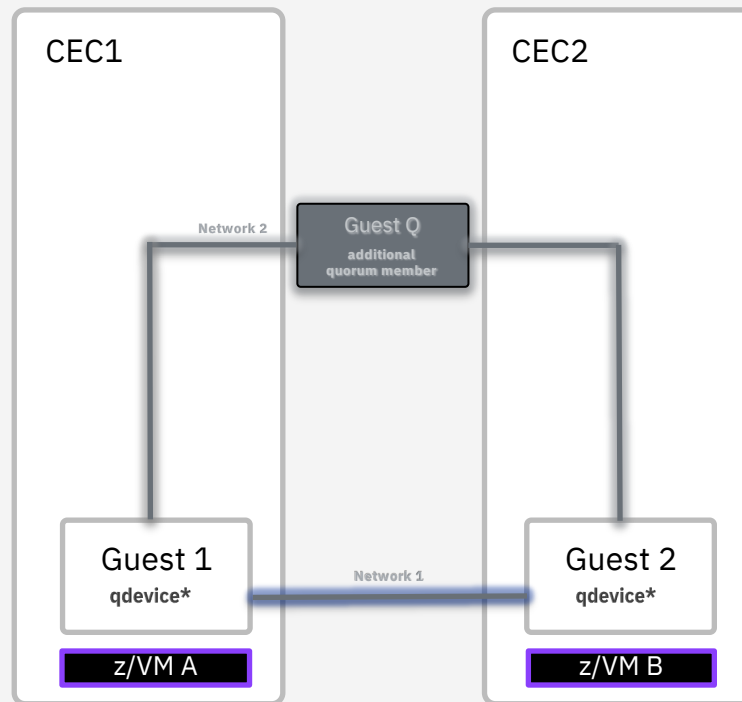 CEC1
CEC2
Network 2
Guest Q
additional
quorum member
Guest 1
qdevice*
Network 1
Guest 2
qdevice*
z/VM A
z/VM B